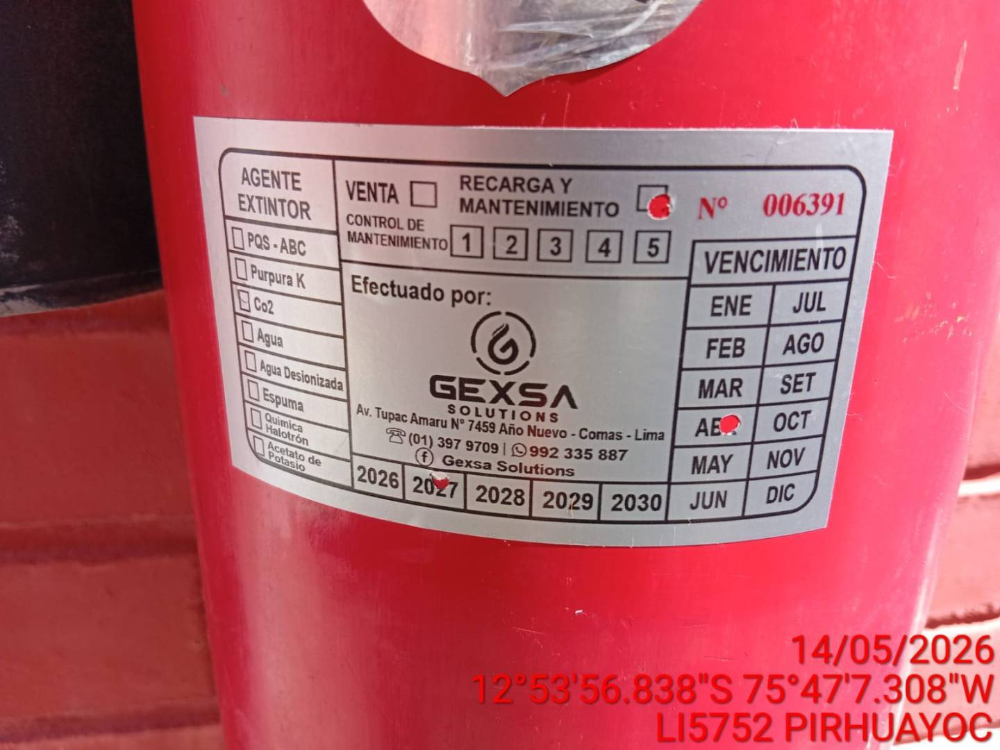 AGENTE
EXTINTOR
PQS - ABC
Purpura K
Co2
Agua
Agua Desionizada
Espuma
Quimica
Halotrón
Acetato de
Potasio
VENTA
RECARGA Y
MANTENIMIENTO
Nº 006391
CONTROL DE
MANTENIMIENTO 1 2 3 4 5
Efectuado por:
GEXSA
SOLUTIONS
Av. Tupac Amaru Nº 7459 Año Nuevo - Comas - Lima
(01) 397 9709 | 992 335 887
Gexsa Solutions
2026 2027 2028 2029 2030
VENCIMIENTO
ENE JUL
FEB AGO
MAR SET
ABR OCT
MAY NOV
JUN DIC
14/05/2026
12°53'56.838"S 75°47'7.308"W
LI5752 PIRHUAYOC